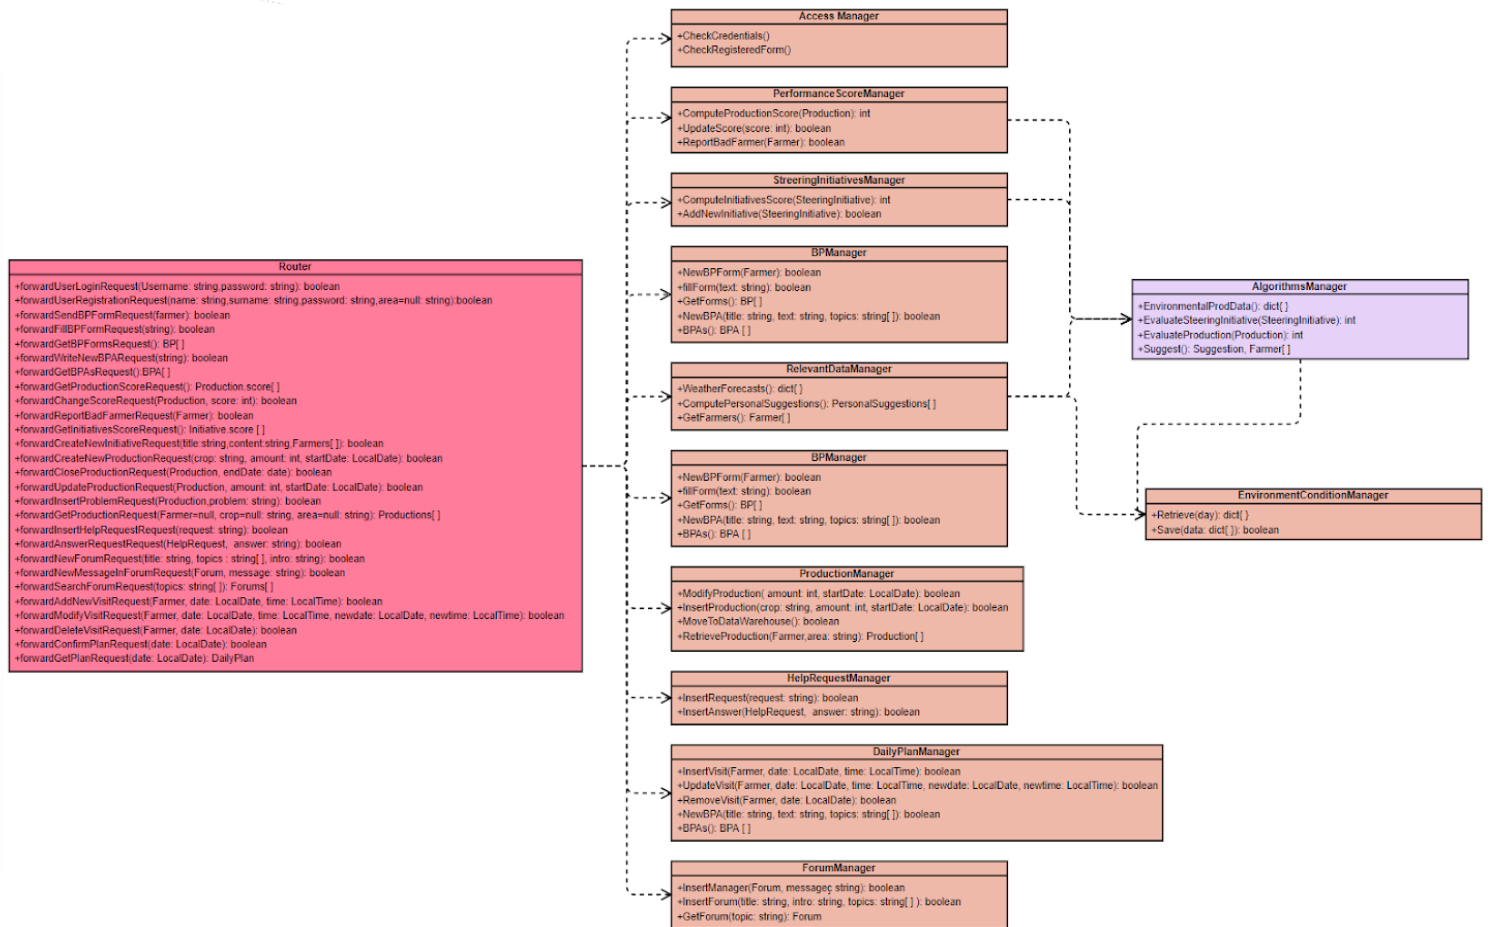 Access Manager
+CheckCredentials()
+CheckRegisteredForm()
PerformanceScoreManager
+ComputeProductionScore(Production): int
+UpdateScore(score: int): boolean
+ReportBadFarmer(Farmer): boolean
StreeringInitiativesManager
+ComputeInitiativesScore(SteeringInitiative): int
+AddNewInitiative(SteeringInitiative): boolean
BPManager
+NewBPForm(Farmer): boolean
+fillForm(text: string): boolean
+GetForms(): BP[ ]
+NewBPA(title: string, text: string, topics: string[ ]): boolean
+BPAs(): BPA [ ]
Router
+forwardUserLoginRequest(Username: string,password: string): boolean
+forwardUserRegistrationRequest(name: string,surname: string,password: string,area=null: string):boolean
+forwardSendBPFormRequest(farmer): boolean
+forwardFillBPFormRequest(string): boolean
+forwardGetBPFormsRequest(): BP[ ]
+forwardWriteNewBPARequest(string): boolean
+forwardGetBPAsRequest():BPA[ ]
+forwardGetProductionScoreRequest(): Production.score[ ]
+forwardChangeScoreRequest(Production, score: int): boolean
+forwardReportBadFarmerRequest(Farmer): boolean
+forwardGetInitiativesScoreRequest(): Initiative.score [ ]
+forwardCreateNewInitiativeRequest(title:string,content:string,Farmers[ ]): boolean
+forwardCreateNewProductionRequest(crop: string, amount: int, startDate: LocalDate): boolean
+forwardCloseProductionRequest(Production, endDate: date): boolean
+forwardUpdateProductionRequest(Production, amount: int, startDate: LocalDate): boolean
+forwardInsertProblemRequest(Production,problem: string): boolean
+forwardGetProductionRequest(Farmer=null, crop=null: string, area=null: string): Productions[ ]
+forwardInsertHelpRequestRequest(request: string): boolean
+forwardAnswerRequestRequest(HelpRequest, answer: string): boolean
+forwardNewForumRequest(title: string, topics : string[ ], intro: string): boolean
+forwardNewMessageInForumRequest(Forum, message: string): boolean
+forwardSearchForumRequest(topics: string[ ]): Forums[ ]
+forwardAddNewVisitRequest(Farmer, date: LocalDate, time: LocalTime): boolean
+forwardModifyVisitRequest(Farmer, date: LocalDate, time: LocalTime, newdate: LocalDate, newtime: LocalTime): boolean
+forwardDeleteVisitRequest(Farmer, date: LocalDate): boolean
+forwardConfirmPlanRequest(date: LocalDate): boolean
+forwardGetPlanRequest(date: LocalDate): DailyPlan
AlgorithmsManager
+EnvironmentalProdData(): dict{ }
+EvaluateSteeringInitiative(SteeringInitiative): int
+EvaluateProduction(Production): int
+Suggest(): Suggestion, Farmer[ ]
RelevantDataManager
+WeatherForecasts(): dict{ }
+ComputePersonalSuggestions(): PersonalSuggestions[ ]
+GetFarmers(): Farmer[ ]
BPManager
+NewBPForm(Farmer): boolean
+fillForm(text: string): boolean
+GetForms(): BP[ ]
+NewBPA(title: string, text: string, topics: string[ ]): boolean
+BPAs(): BPA [ ]
EnvironmentConditionManager
+Retrieve(day): dict{ }
+Save(data: dict{ }): boolean
ProductionManager
+ModifyProduction( amount: int, startDate: LocalDate): boolean
+InsertProduction(crop: string, amount: int, startDate: LocalDate): boolean
+MoveToDataWarehouse(): boolean
+RetrieveProduction(Farmer,area: string): Production[ ]
HelpRequestManager
+InsertRequest(request: string): boolean
+InsertAnswer(HelpRequest, answer: string): boolean
DailyPlanManager
+InsertVisit(Farmer, date: LocalDate, time: LocalTime): boolean
+UpdateVisit(Farmer, date: LocalDate, time: LocalTime, newdate: LocalDate, newtime: LocalTime): boolean
+RemoveVisit(Farmer, date: LocalDate): boolean
+NewBPA(title: string, text: string, topics: string[ ]): boolean
+BPAs(): BPA [ ]
ForumManager
+InsertManager(Forum, messageç string): boolean
+InsertForum(title: string, intro: string, topics: string[ ] ): boolean
+GetForum(topic: string): Forum